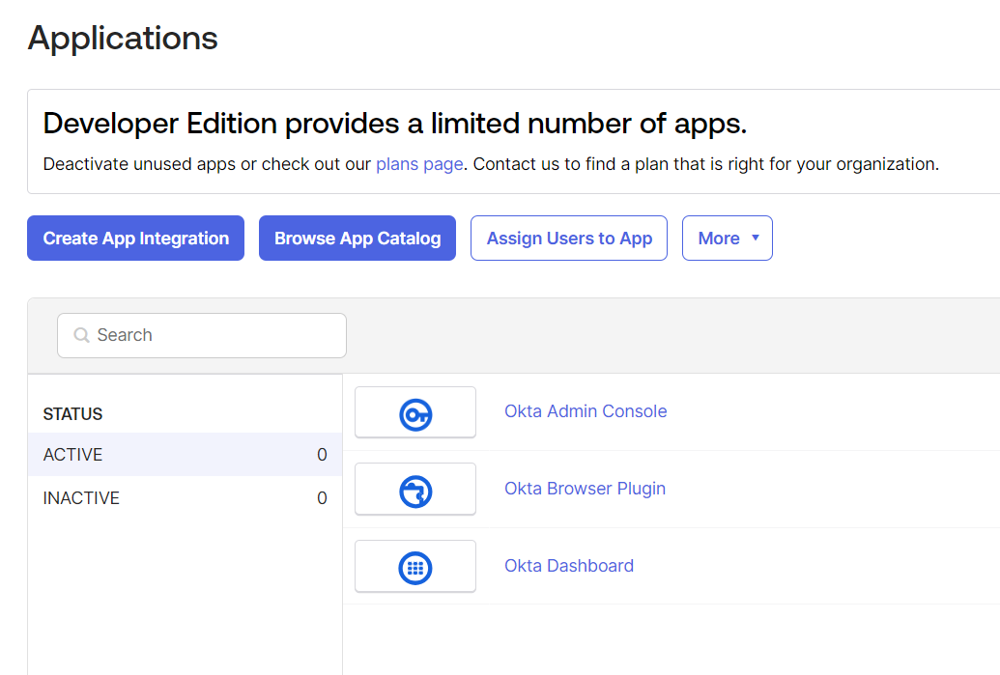 Applications
Developer Edition provides a limited number of apps.
Deactivate unused apps or check out our plans page. Contact us to find a plan that is right for your organization.
Create App Integration
Browse App Catalog
Assign Users to App
More
Search
STATUS
ACTIVE 0
INACTIVE 0
Okta Admin Console
Okta Browser Plugin
Okta Dashboard